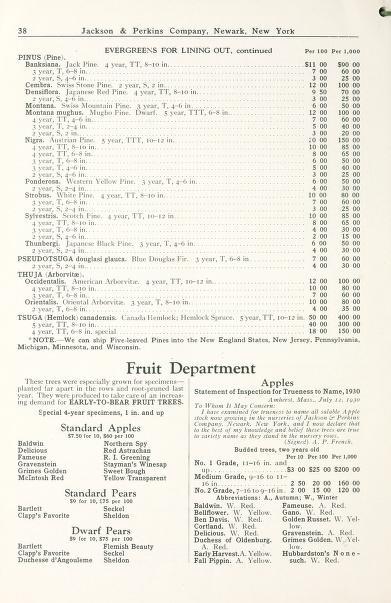 38 Jackson & Perkins Company, Newark, New York
EVERGREENS FOR LINING OUT, continued Per 100 Per 1,000
PINUS (Pine).
Banksiana. Jack Pine. 4 year, TT, 8–10 in. $11 00 $90 00
3 year, T, 6–8 in. 7 00 60 00
2 year, S, 4–6 in. 3 00 25 00
Cembra. Swiss Stone Pine. 2 year, S, 2 in. 12 00 100 00
Densiflora. Japanese Red Pine. 4 year, TT, 8–10 in. 9 50 70 00
2 year, S, 4–6 in. 3 00 25 00
Montana. Swiss Mountain Pine. 3 year, T, 4–6 in. 6 00 50 00
Montana mughus. Mugho Pine. Dwarf. 5 year, TTT, 6–8 in. 12 00 100 00
4 year, TT, 4–6 in. 7 00 60 00
3 year, T, 2–4 in. 5 00 40 00
2 year, S, 2 in. 3 00 20 00
Nigra. Austrian Pine. 5 year, TTT, 10–12 in. 20 00 150 00
4 year, TT, 8–10 in. 10 00 85 00
4 year, TT, 6–8 in. 8 00 65 00
3 year, T, 6–8 in. 6 00 50 00
3 year, T, 4–6 in. 5 00 40 00
2 year, S, 4–6 in. 3 00 25 00
Ponderosa. Western Yellow Pine. 3 year, T, 4–6 in. 6 00 50 00
2 year, S, 2–4 in. 4 00 30 00
Strobus. White Pine. 4 year, TT, 8–10 in. 10 00 80 00
3 year, T, 6–8 in. 7 00 60 00
2 year, S, 2–4 in. 3 00 25 00
Sylvestris. Scotch Pine. 4 year, TT, 10–12 in. 10 00 85 00
4 year, TT, 8–10 in. 8 00 65 00
3 year, T, 6–8 in. 4 00 30 00
2 year, S, 4–6 in. 2 00 15 00
Thunbergi. Japanese Black Pine. 3 year, T, 4–6 in. 6 00 50 00
2 year, S, 2–4 in. 4 00 30 00
PSEUDOTSUGA douglasi glauca. Blue Douglas Fir. 3 year, T, 6–8 in. 7 00 60 00
2 year, S, 2–4 in. 4 00 30 00
THUJA (Arborvitæ).
Occidentalis. American Arborvitæ. 4 year, TT, 10–12 in. 12 00 100 00
4 year, TT, 8–10 in. 10 00 80 00
3 year, T, 6–8 in. 7 00 60 00
Orientalis. Oriental Arborvitæ. 3 year, T, 8–10 in. 10 00 80 00
2 year, T, 6–8 in. 4 00 35 00
TSUGA (Hemlock) canadensis. Canada Hemlock; Hemlock Spruce. 5 year, TT, 10–12 in. 50 00 400 00
5 year, TT, 8–10 in. 40 00 300 00
4 year, TT, 6–8 in. special 18 00 150 00
*NOTE.—We can ship Five-leaved Pines into the New England States, New Jersey, Pennsylvania,
Michigan, Minnesota, and Wisconsin.
Fruit Department
These trees were especially grown for specimens—
planted far apart in the rows and root-pruned last
year. They were produced to take care of an increas-
ing demand for EARLY-TO-BEAR FRUIT TREES.
Special 4-year specimens, 1 in. and up
Standard Apples
$7.50 for 10, $60 per 100
Baldwin Northern Spy
Delicious Red Astrachan
Fameuse R. I. Greening
Gravenstein Stayman's Winesap
Grimes Golden Sweet Bough
McIntosh Red Yellow Transparent
Standard Pears
$9 for 10, $75 per 100
Bartlett Seckel
Clapp's Favorite Sheldon
Dwarf Pears
$9 for 10, $75 per 100
Bartlett Flemish Beauty
Clapp's Favorite Seckel
Duchesse d'Angouleme Sheldon
Apples
Statement of Inspection for Trueness to Name, 1930
Amherst, Mass., July 12, 1930
To Whom It May Concern:
I have examined for trueness to name all salable Apple
stock now growing in the nurseries of Jackson & Perkins
Company, Newark, New York, and I now declare that
to the best of my knowledge and belief these trees are true
to variety name as they stand in the nursery rows.
(Signed) A. P. French.
Budded trees, two years old
Per 10 Per 100 Per 1,000
No. 1 Grade, 11–16 in. and
up $3 00 $25 00 $200 00
Medium Grade, 9-16 to 11–
16 in. 2 50 20 00 160 00
No. 2 Grade, 7–16 to 9–16 in. 2 00 15 00 120 00
Abbreviations: A., Autumn; W., Winter
Baldwin. W. Red.
Bellflower. W. Yellow.
Ben Davis. W. Red.
Cortland. W. Red.
Delicious. W. Red.
Duchess of Oldenburg.
A. Red.
Early Harvest. A. Yellow.
Fall Pippin. A. Yellow.
Fameuse. A. Red.
Gano. W. Red.
Golden Russet. W. Yel-
low.
Gravenstein. A. Red.
Grimes Golden. W. Yel-
low.
Hubbardston's None-
such. W. Red.